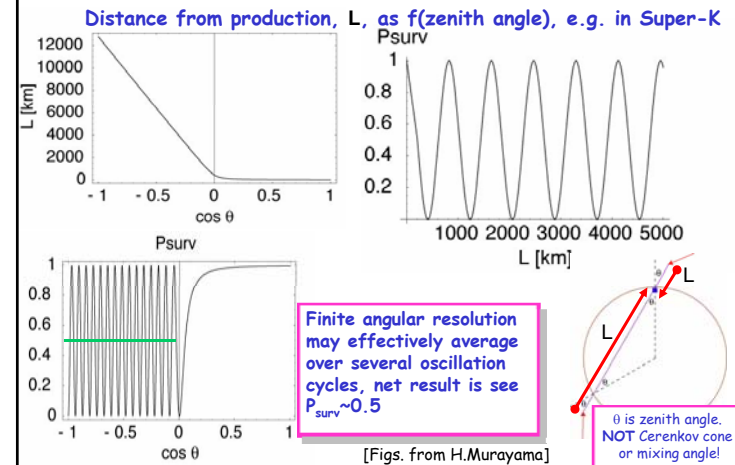 Distance from production, L, as f(zenith angle), e.g. in Super-K
L [km]
12000
10000
8000
6000
4000
2000
0
- 1 - 0.5 0 0.5 1
cos θ
Psurv
1
0.8
0.6
0.4
0.2
1000 2000 3000 4000 5000
L [km]
Psurv
1
0.8
0.6
0.4
0.2
0
- 1 - 0.5 0 0.5 1
cos θ
Finite angular resolution
may effectively average
over several oscillation
cycles, net result is see
Psurv~0.5
[Figs. from H.Murayama]
θ
L
θ
L
θ
θ
θ is zenith angle.
NOT Cerenkov cone
or mixing angle!